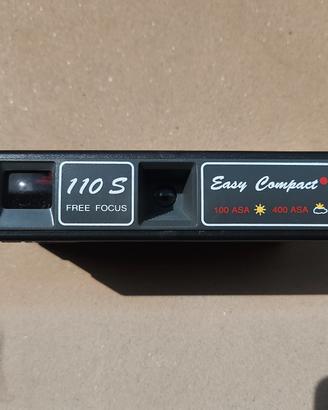 110 S
FREE FOCUS
Easy Compact
100 ASA 400 ASA